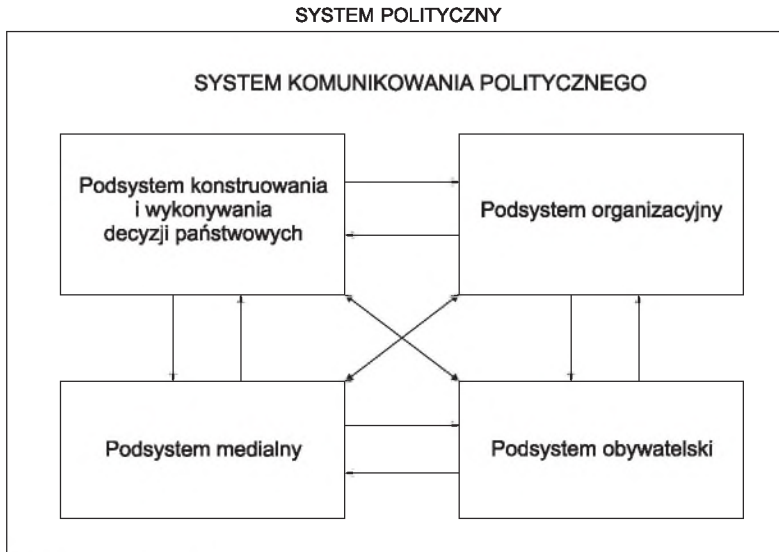 SYSTEM POLITYCZNY
SYSTEM KOMUNIKOWANIA POLITYCZNEGO
Podsystem konstruowania
i wykonywania
decyzji państwowych
Podsystem organizacyjny
Podsystem medialny
Podsystem obywatelski